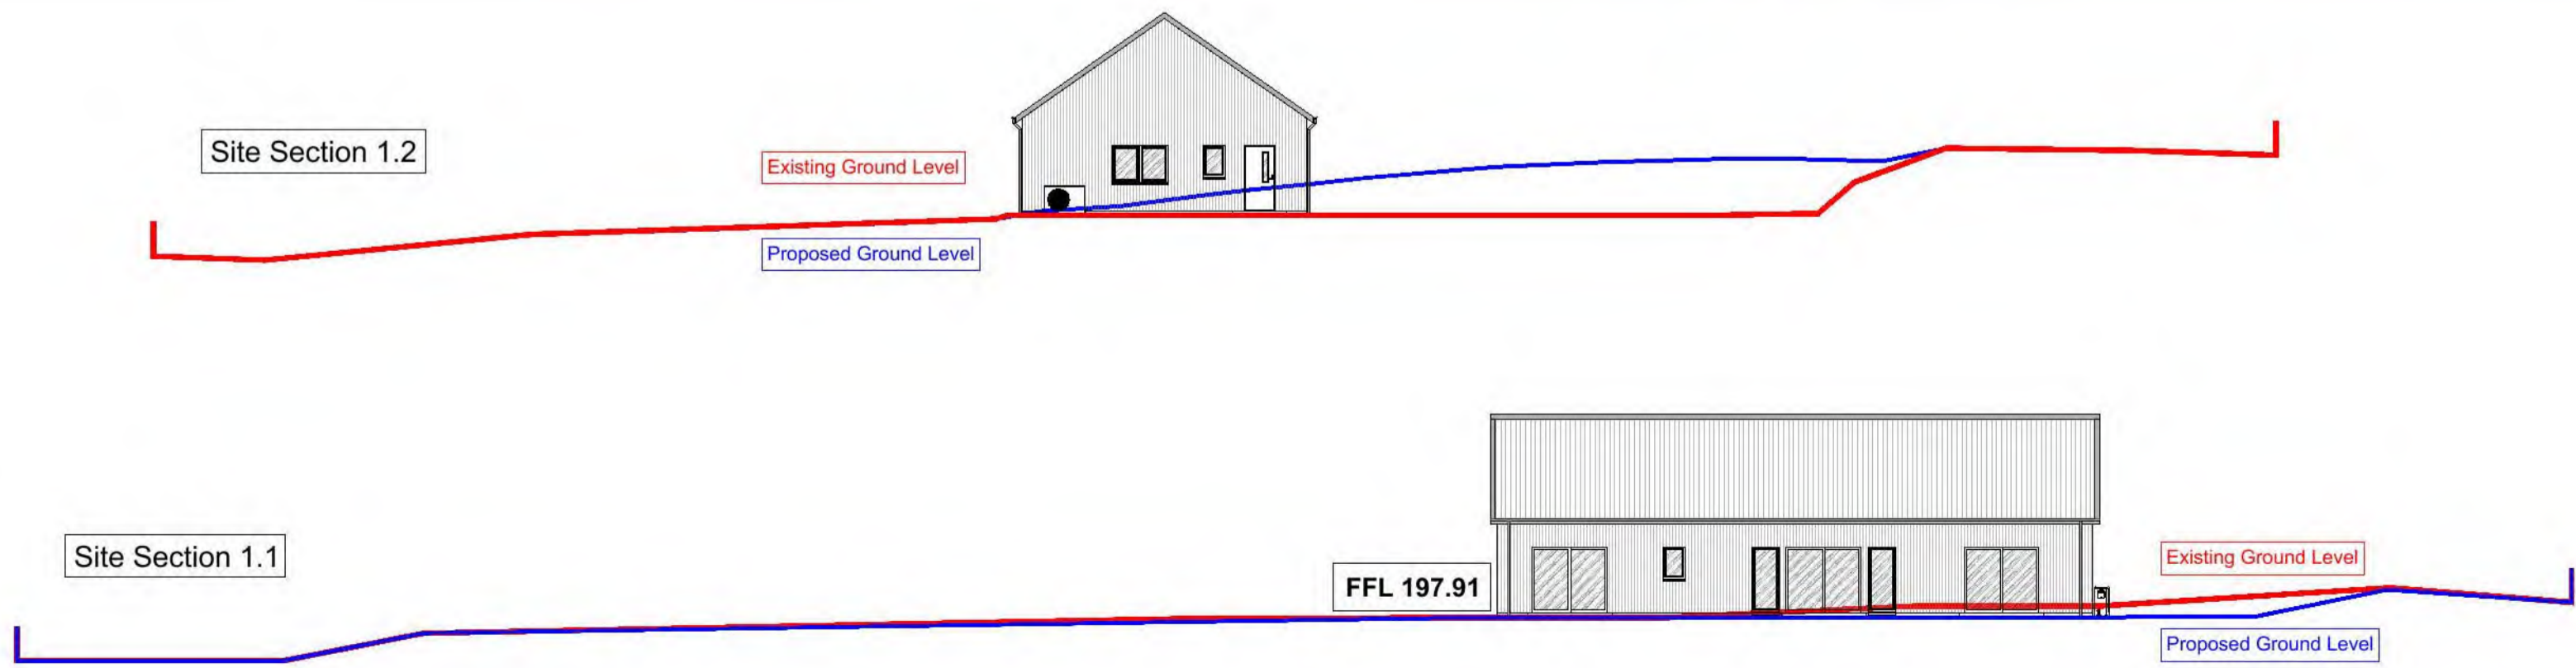 Site Section 1.2
Existing Ground Level
Proposed Ground Level
Site Section 1.1
FFL 197.91
Existing Ground Level
Proposed Ground Level